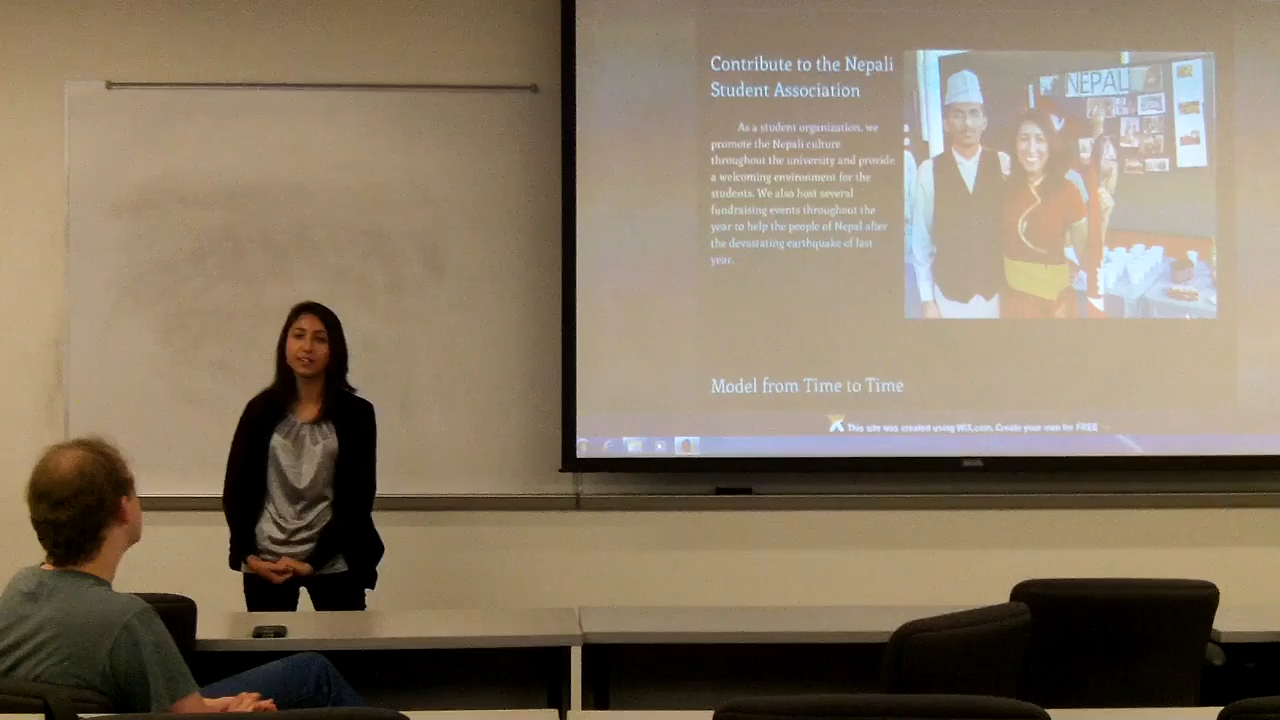 Contribute to the Nepali
Student Association
As a student organization, we
promote the Nepali culture
throughout the university and provide
a welcoming environment for the
students. We also host several
fundraising events throughout the
year to help the people of Nepal after
the devastating earthquake of last
year.
NEPAL
Model from Time to Time
This site was created using WIX.com. Create your own for FREE